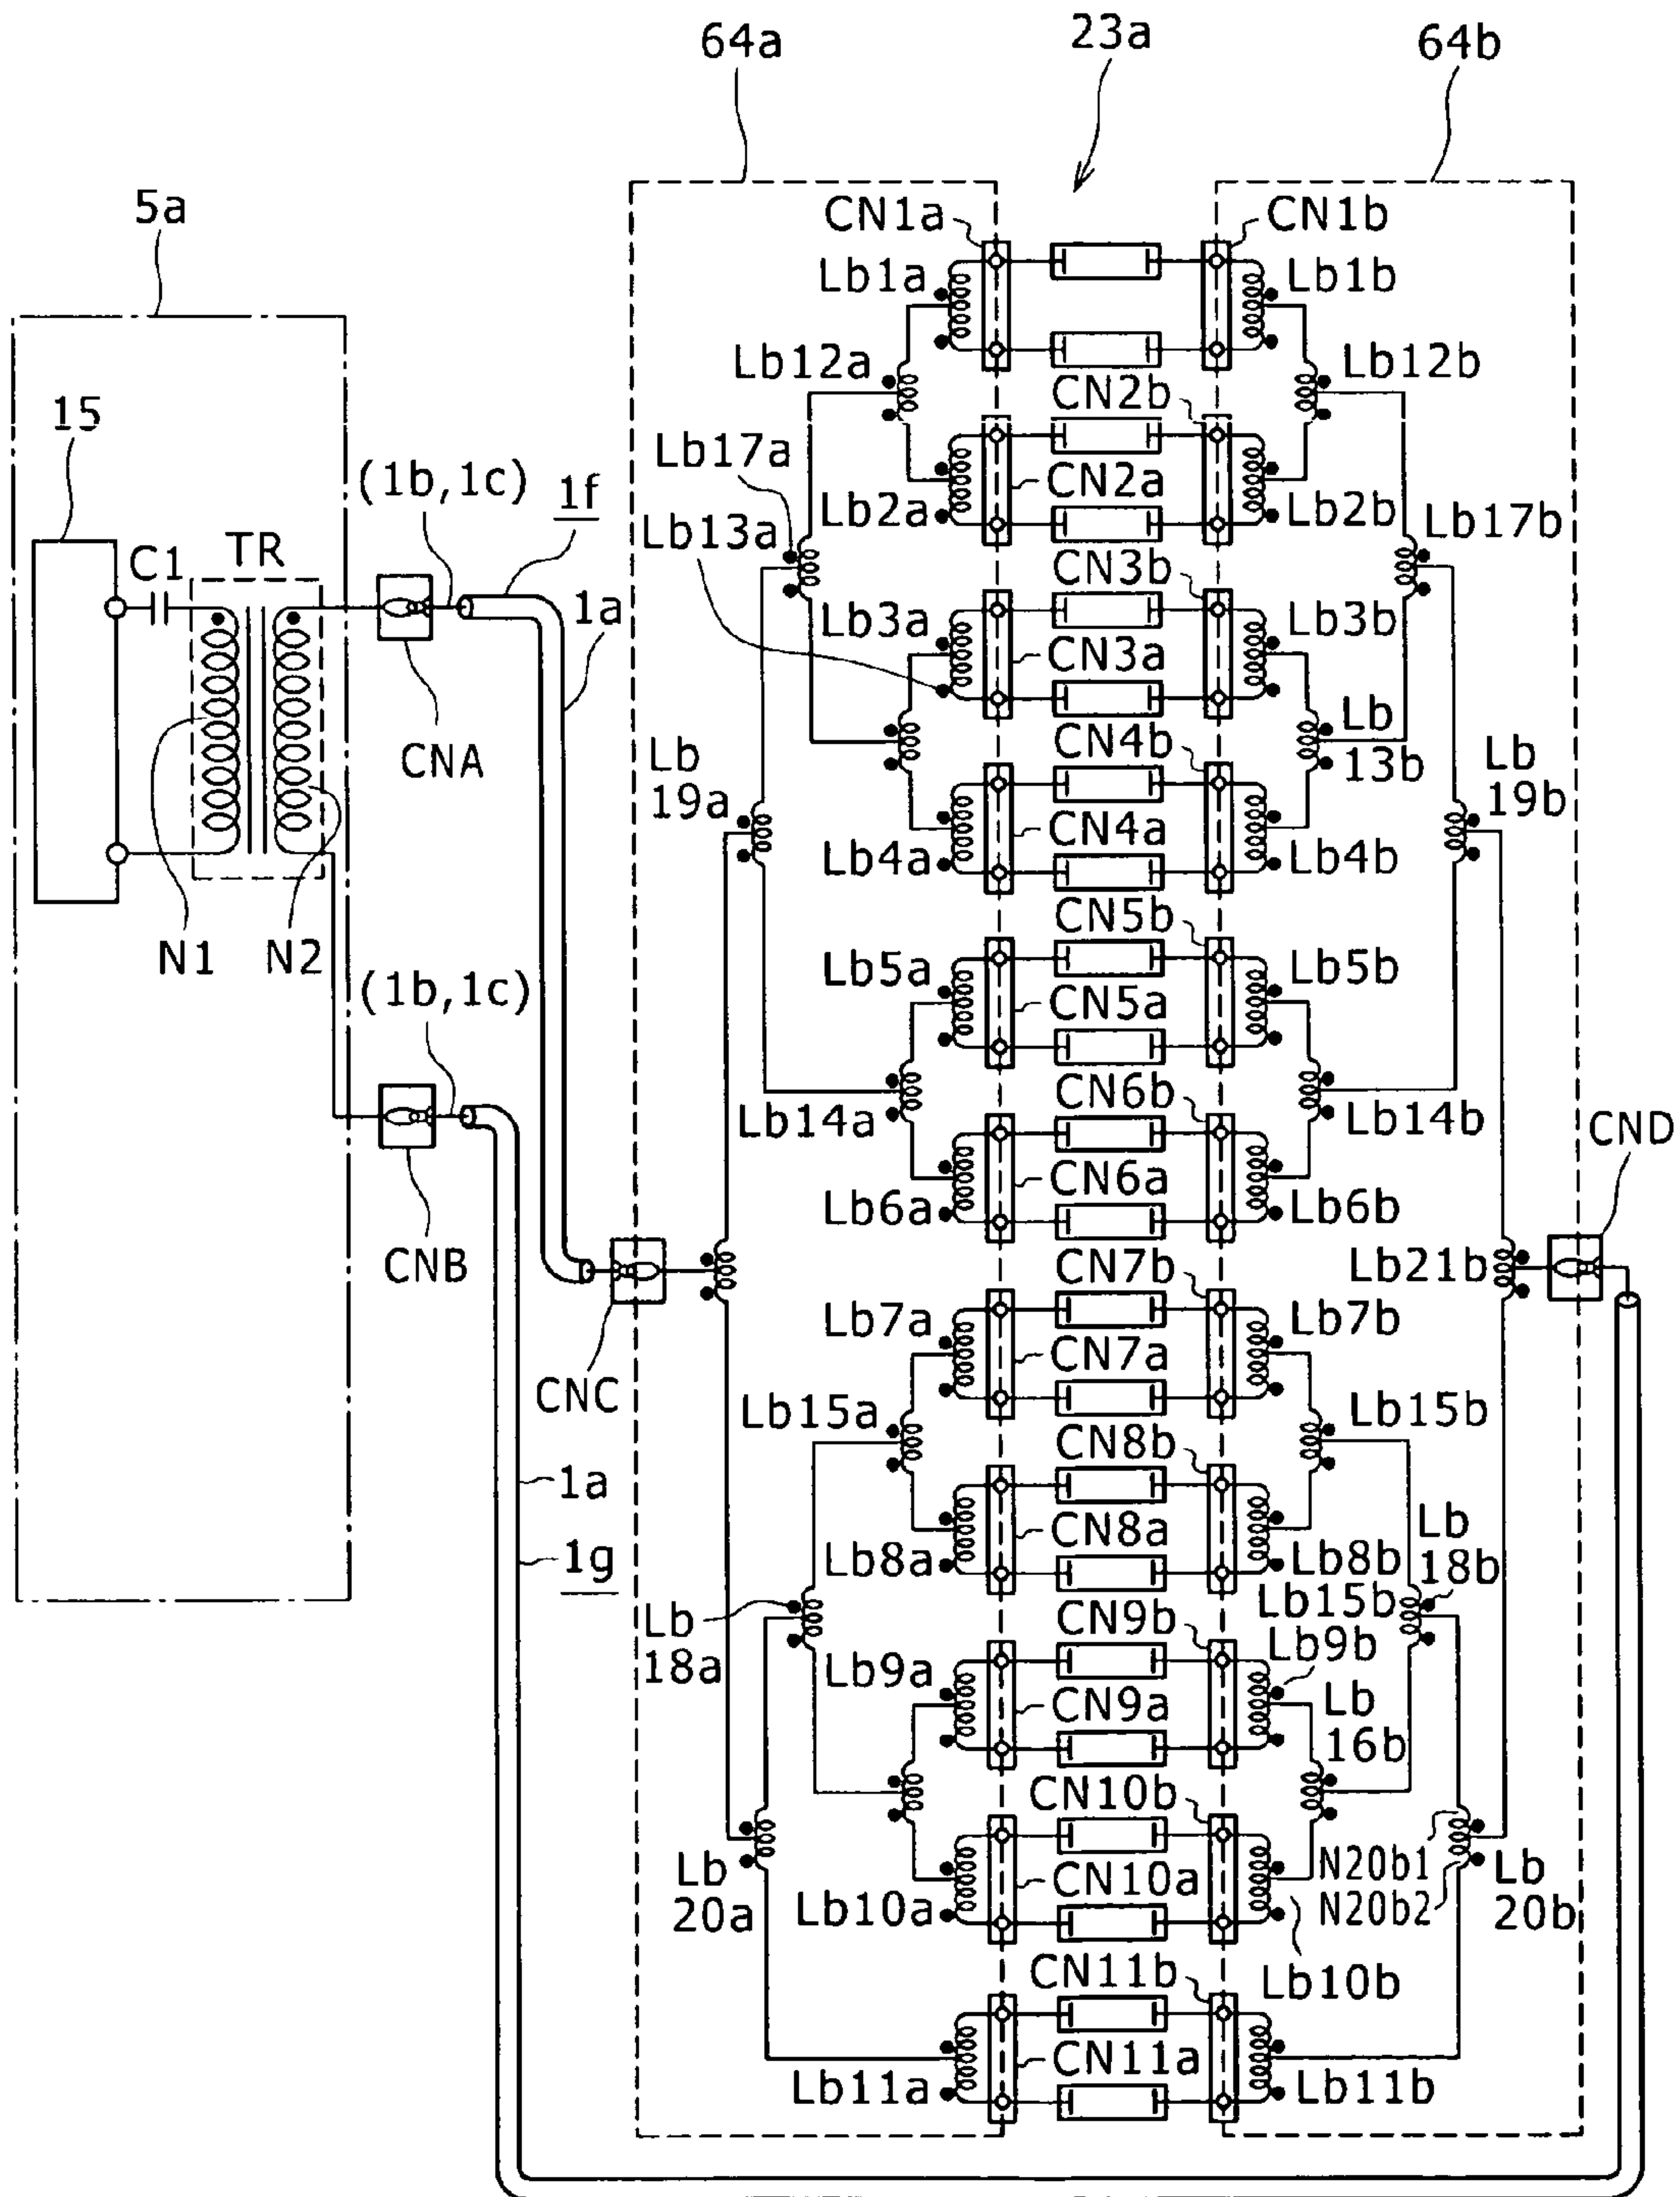 64a
23a
64b
5a
CN1a
CN1b
Lb1a
Lb1b
Lb12a
Lb12b
CN2b
15
Lb17a
(1b,1c)
1f
CN2a
Lb2a
Lb2b
Lb17b
Lb13a
C1
TR
CN3b
1a
Lb3a
Lb3b
CN3a
CNA
Lb
19a
CN4b
Lb
13b
Lb
19b
CN4a
Lb4a
Lb4b
N1
N2
CN5b
Lb5a
Lb5b
(1b,1c)
CN5a
CN6b
Lb14a
Lb14b
CND
CN6a
Lb6a
Lb6b
CNB
CN7b
Lb21b
Lb7a
Lb7b
CN7a
CNC
Lb15a
Lb15b
CN8b
1a
CN8a
Lb8a
Lb8b
Lb
18b
1g
Lb
18a
CN9b
Lb15b
Lb9b
Lb9a
CN9a
Lb
16b
CN10b
Lb
20a
CN10a
Lb10a
N20b1
N20b2
Lb
20b
CN11b
Lb10b
CN11a
Lb11a
Lb11b